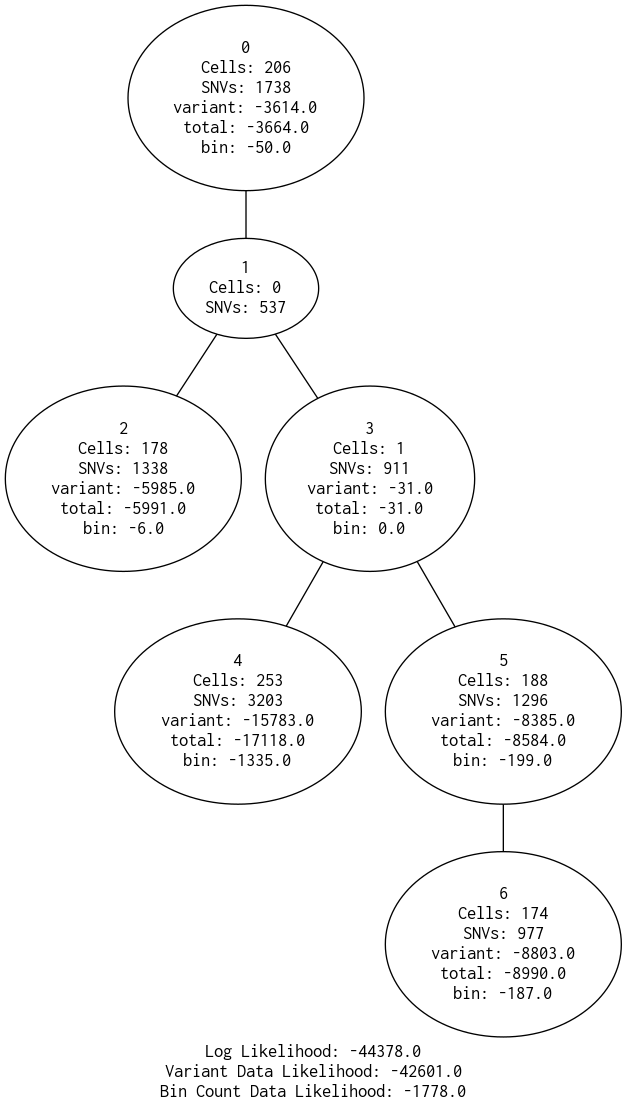 0
Cells: 206
SNVs: 1738
variant: -3614.0
total: -3664.0
bin: -50.0
1
Cells: 0
SNVs: 537
2
Cells: 178
SNVs: 1338
variant: -5985.0
total: -5991.0
bin: -6.0
3
Cells: 1
SNVs: 911
variant: -31.0
total: -31.0
bin: 0.0
4
Cells: 253
SNVs: 3203
variant: -15783.0
total: -17118.0
bin: -1335.0
5
Cells: 188
SNVs: 1296
variant: -8385.0
total: -8584.0
bin: -199.0
6
Cells: 174
SNVs: 977
variant: -8803.0
total: -8990.0
bin: -187.0
Log Likelihood: -44378.0
Variant Data Likelihood: -42601.0
Bin Count Data Likelihood: -1778.0